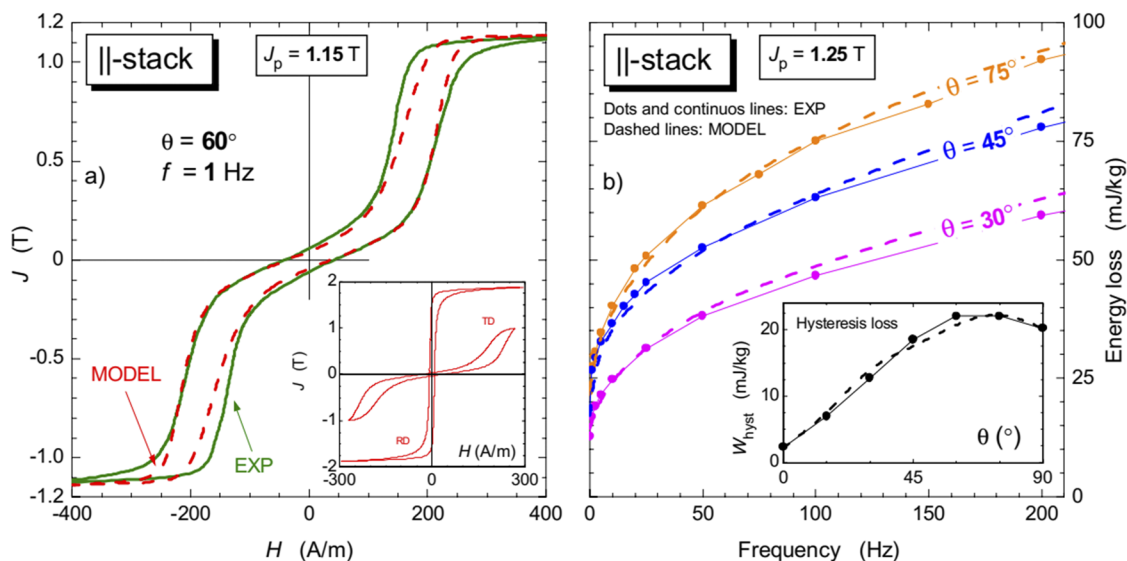 ||-stack
Jp = 1.15 T
a)
θ = 60°
f = 1 Hz
MODEL
EXP
J (T)
1.2
1.0
0.5
0
-0.5
-1.0
-1.2
-400
-200
0
200
400
H (A/m)
TD
RD
J (T)
2
1
0
-1
-2
-300
0
300
H (A/m)
||-stack
Jp = 1.25 T
Dots and continuos lines: EXP
Dashed lines: MODEL
b)
θ = 75°
θ = 45°
θ = 30°
100
75
50
25
0
Energy loss (mJ/kg)
0
50
100
150
200
Frequency (Hz)
Hysteresis loss
Whyst (mJ/kg)
20
10
0
0
45
90
θ (°)